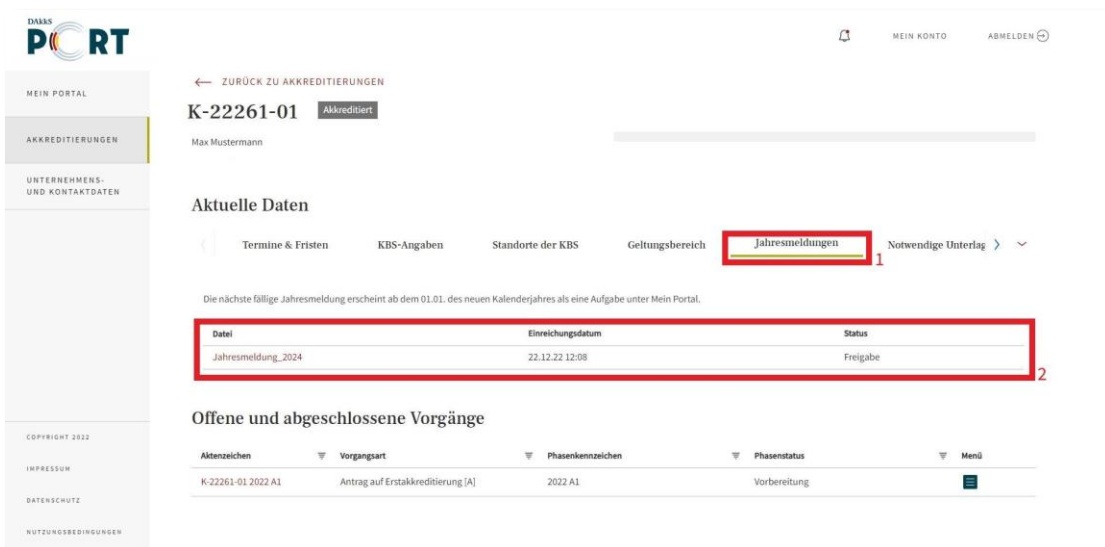 DAkkS
PORT
MEIN KONTO
ABMELDEN
MEIN PORTAL
AKKREDITIERUNGEN
UNTERNEHMENS-
UND KONTAKTDATEN
ZURÜCK ZU AKKREDITIERUNGEN
K-22261-01 Akkreditiert
Max Mustermann
Aktuelle Daten
Termine & Fristen KBS-Angaben Standorte der KBS Geltungsbereich Jahresmeldungen Notwendige Unterlag
1
Die nächste fällige Jahresmeldung erscheint ab dem 01.01. des neuen Kalenderjahres als eine Aufgabe unter Mein Portal.
Datei Einreichungsdatum Status
Jahresmeldung_2024 22.12.22 12:08 Freigabe
2
Offene und abgeschlossene Vorgänge
Aktenzeichen Vorgangsart Phasenkennzeichen Phasenstatus Menü
K-22261-01 2022 A1 Antrag auf Erstakkreditierung [A] 2022 A1 Vorbereitung
COPYRIGHT 2022
IMPRESSUM
DATENSCHUTZ
NUTZUNGSBEDINGUNGEN